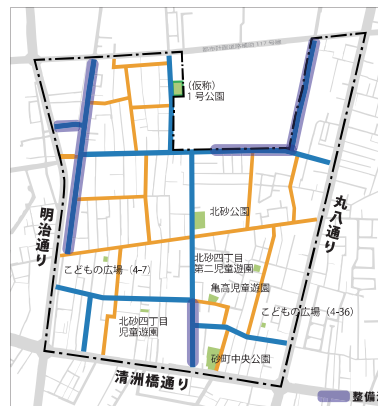 (仮称)
1号公園
北砂公園
丸八通り
明治通り
北砂四丁目
第二児童遊園
こどもの広場(4-7)
亀高児童遊園
こどもの広場(4-36)
北砂四丁目
児童遊園
砂町中央公園
清洲橋通り